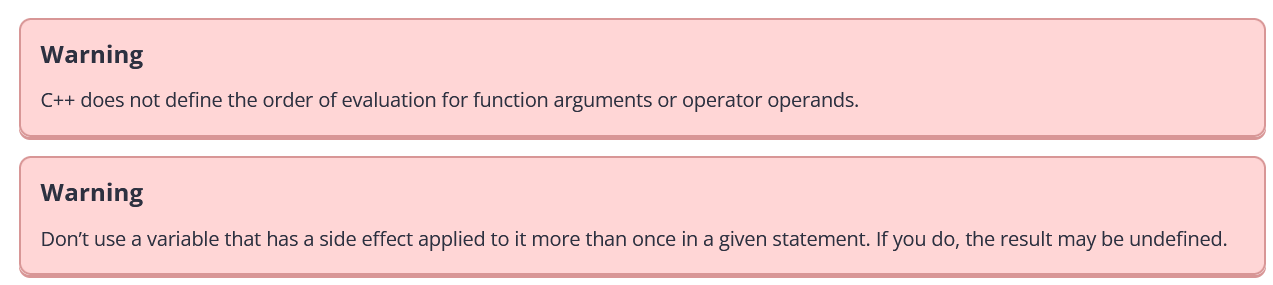 Warning
C++ does not define the order of evaluation for function arguments or operator operands.
Warning
Don’t use a variable that has a side effect applied to it more than once in a given statement. If you do, the result may be undefined.